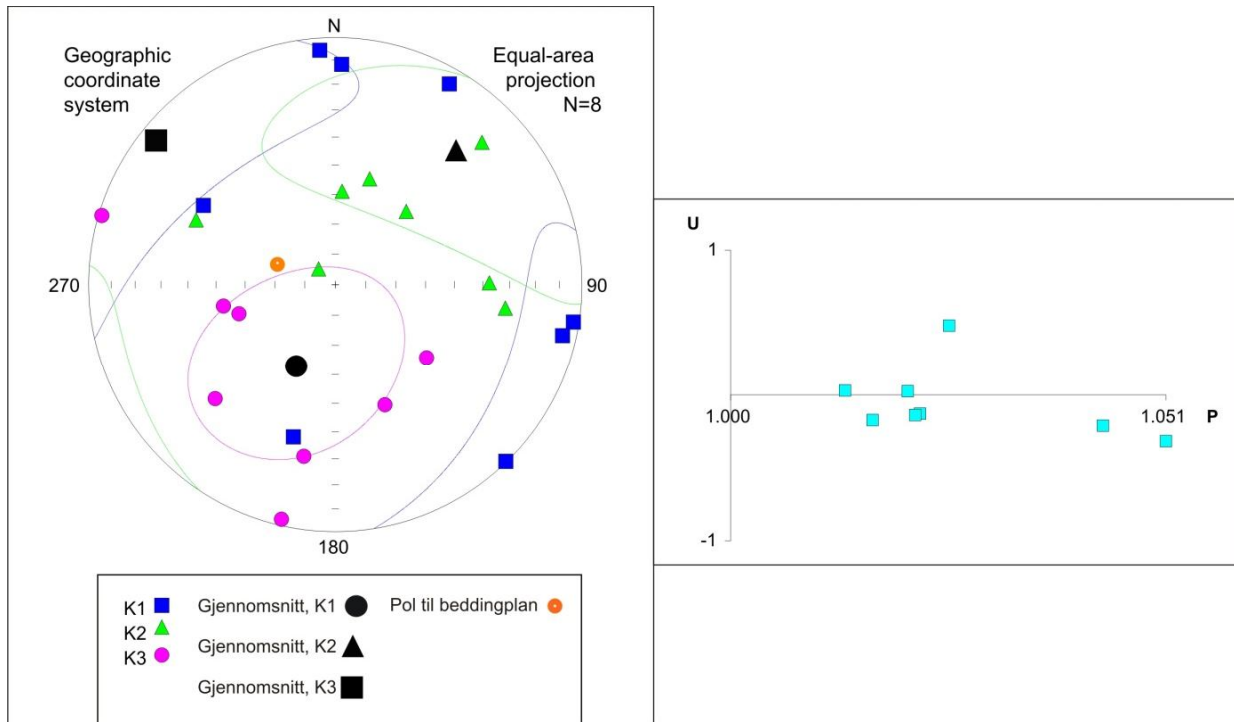 N
Geographic
coordinate
system
Equal-area
projection
N=8
270
90
180
K1
K2
K3
Gjennomsnitt, K1
Gjennomsnitt, K2
Gjennomsnitt, K3
Pol til beddingplan
U
1
1.000
1.051
P
-1